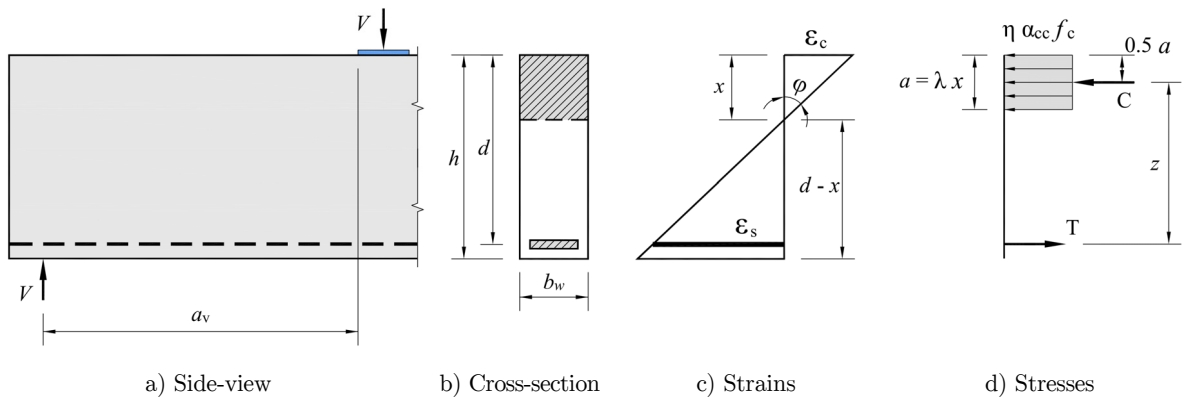 V
V
a_v
a) Side-view
h
d
b_w
b) Cross-section
ε_c
x
φ
d - x
ε_s
c) Strains
η α_cc f_c
0.5 a
a = λ x
C
z
T
d) Stresses